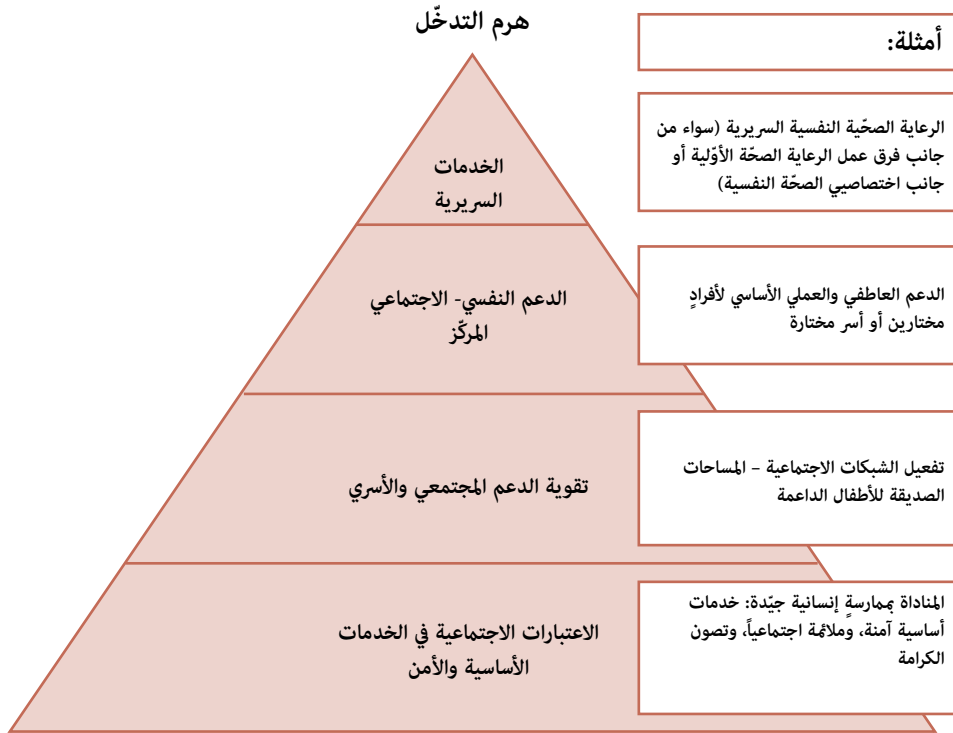 هرم التدخّل
أمثلة:
الخدمات
السريرية
الرعاية الصحّية النفسية السريرية (سواء من
جانب فرق عمل الرعاية الصحّة الأوّلية أو
جانب اختصاصيي الصحّة النفسية)
الدعم النفسي- الاجتماعي
المركّز
الدعم العاطفي والعملي الأساسي لأفرادٍ
مختارين أو أسر مختارة
تقوية الدعم المجتمعي والأسري
تفعيل الشبكات الاجتماعية – المساحات
الصديقة للأطفال الداعمة
الاعتبارات الاجتماعية في الخدمات
الأساسية والأمن
المناداة بممارسةٍ إنسانية جيّدة: خدمات
أساسية آمنة، وملائمة اجتماعياً، وتصون
الكرامة